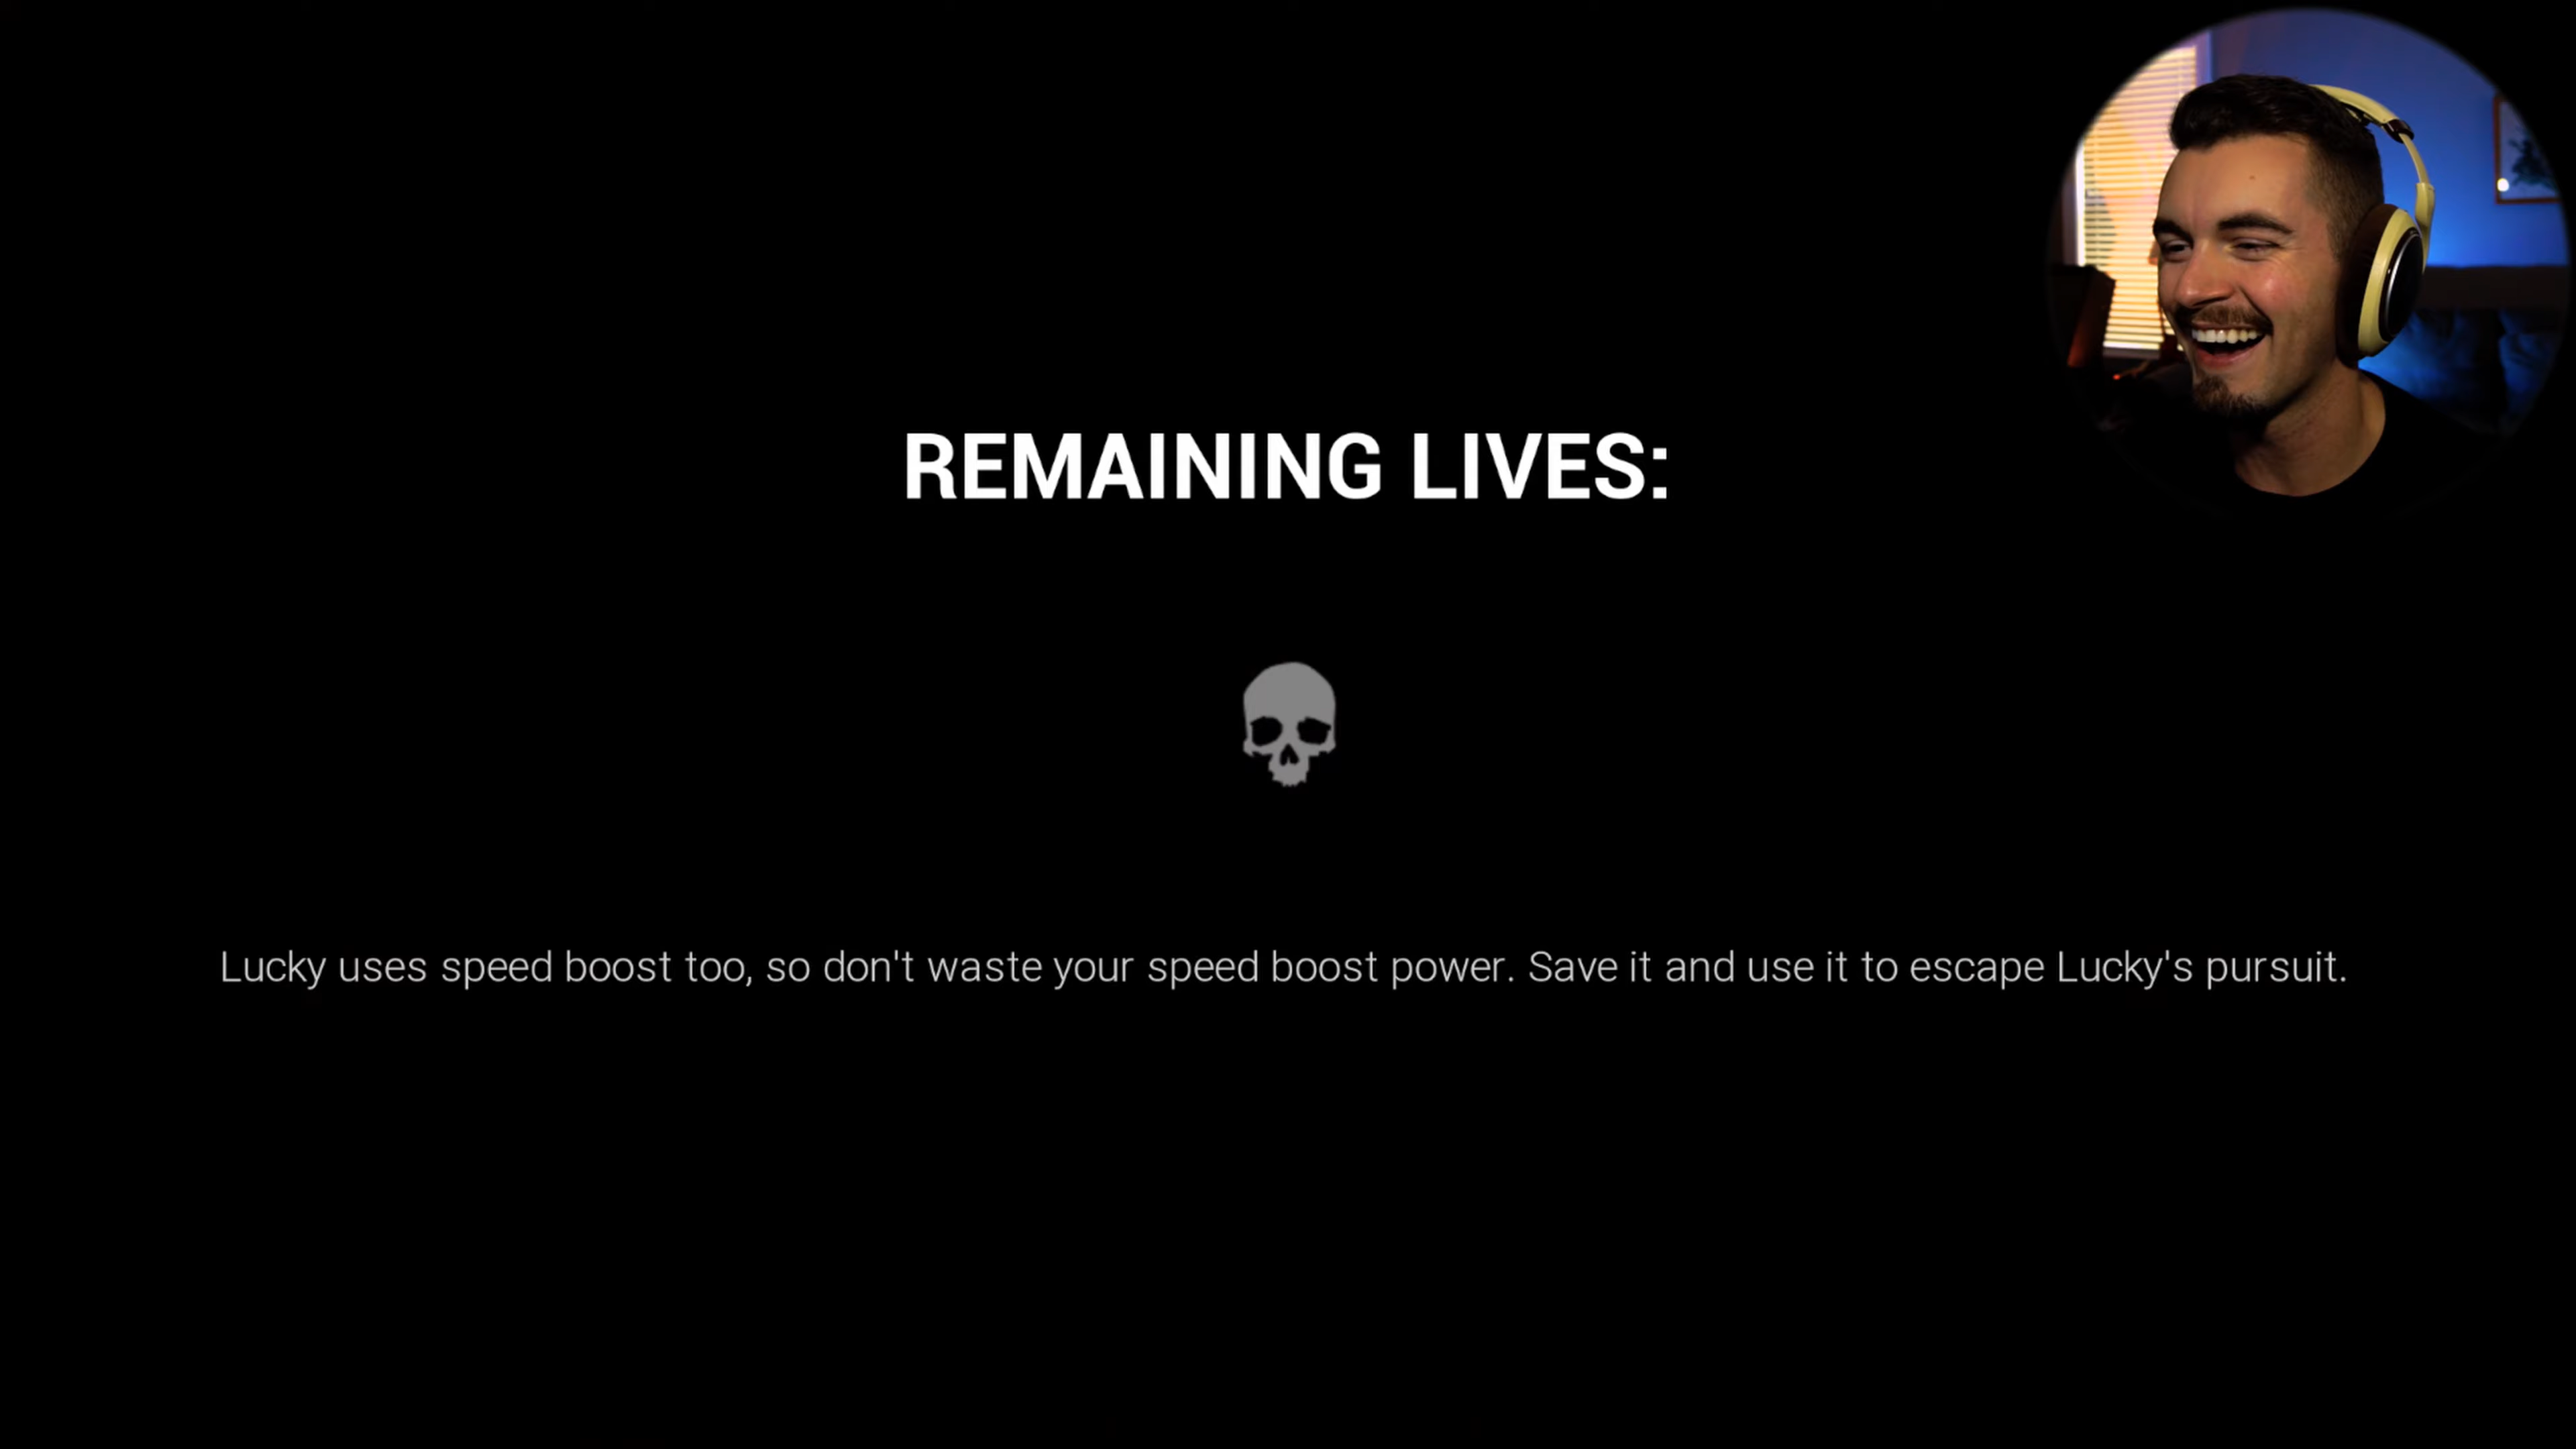 REMAINING LIVES:
Lucky uses speed boost too, so don't waste your speed boost power. Save it and use it to escape Lucky's pursuit.